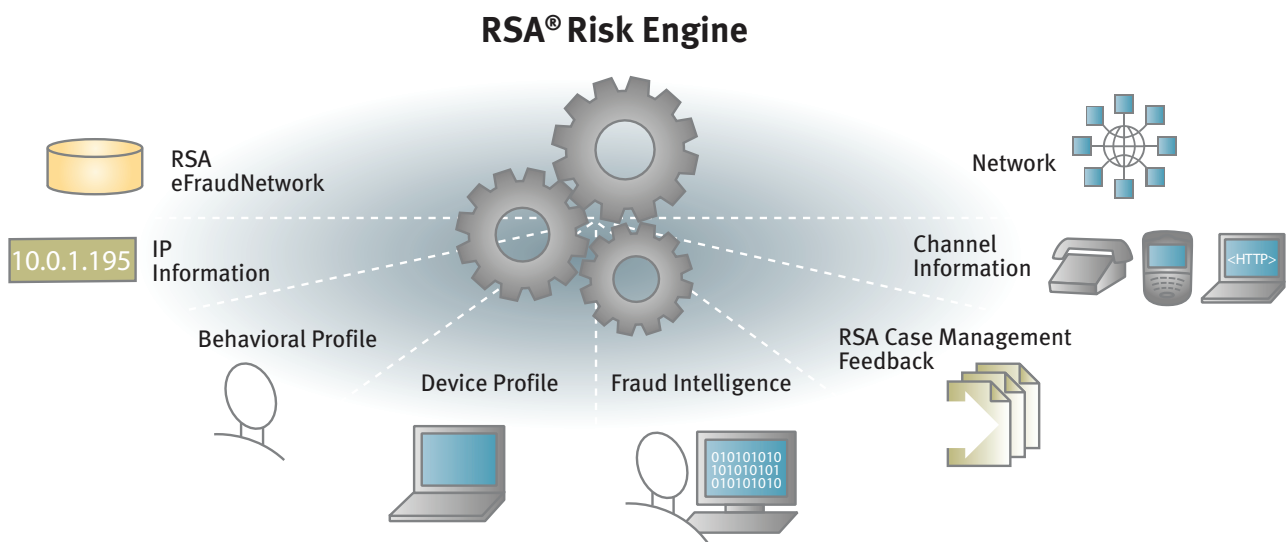 RSA® Risk Engine
RSA
eFraudNetwork
Network
10.0.1.195
IP
Information
Channel
Information
<HTTP>
Behavioral Profile
RSA Case Management
Feedback
Device Profile
Fraud Intelligence
010101010
101010101
010101010